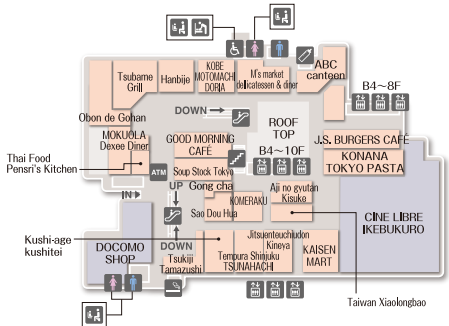 KOBE
MOTOMACHI
DORIA
M's market
delicatessen & diner
ABC
canteen
Tsubame
Grill
Hanbije
B4～8F
Obon de Gohan
DOWN
ROOF
TOP
MOKUOLA
Dexee Diner
GOOD MORNING
CAFÉ
J.S. BURGERS CAFÉ
B4～10F
KONANA
TOKYO PASTA
Thai Food
Pensri's Kitchen
ATM
Soup Stock Tokyo
UP
Gong cha
Aji no gyutan
Kisuke
IN
KOMERAKU
Sao Dou Hua
CINE LIBRE
IKEBUKURO
Kushi-age
kushitei
DOCOMO
SHOP
DOWN
Jitsuenteuchiudon
Kineya
KAISEN
MART
Tsukiji
Tamazushi
Tempura Shinjuku
TSUNAHACHI
Taiwan Xiaolongbao